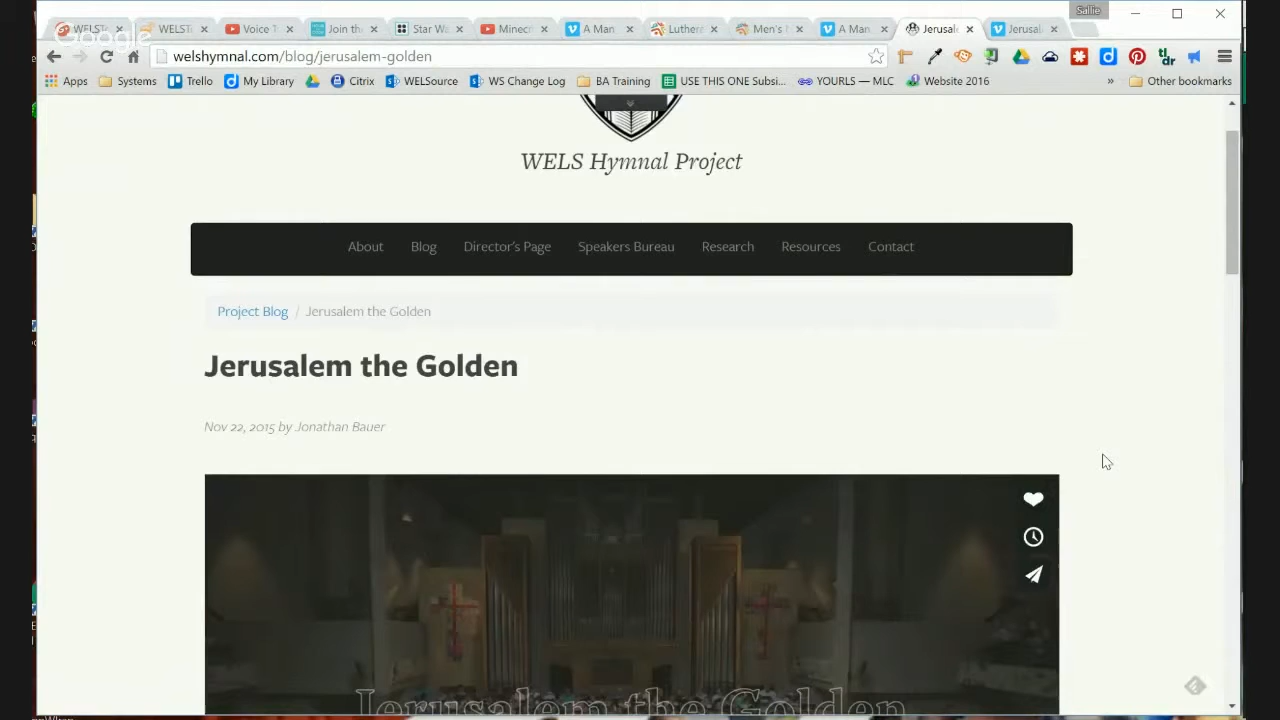 Sallie
WELST
WELST
Voice T
Join the
Star Wa
Minecr
A Man
Luther
Men's
A Man
Jerusal
Jerusal
Google
welshymnal.com/blog/jerusalem-golden
Apps Systems Trello My Library Citrix WELSource WS Change Log BA Training USE THIS ONE Subsi... YOURLS — MLC Website 2016 » Other bookmarks
WELS Hymnal Project
About Blog Director's Page Speakers Bureau Research Resources Contact
Project Blog / Jerusalem the Golden
Jerusalem the Golden
Nov 22, 2015 by Jonathan Bauer
Jerusalem the Golden